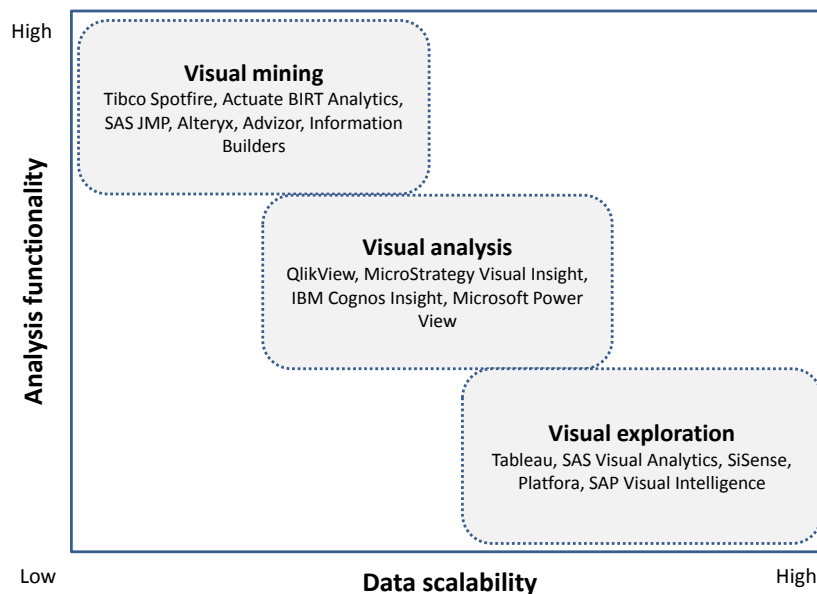 High
Visual mining
Tibco Spotfire, Actuate BIRT Analytics,
SAS JMP, Alteryx, Advizor, Information
Builders
Analysis functionality
Visual analysis
QlikView, MicroStrategy Visual Insight,
IBM Cognos Insight, Microsoft Power
View
Visual exploration
Tableau, SAS Visual Analytics, SiSense,
Platfora, SAP Visual Intelligence
Low
Data scalability
High